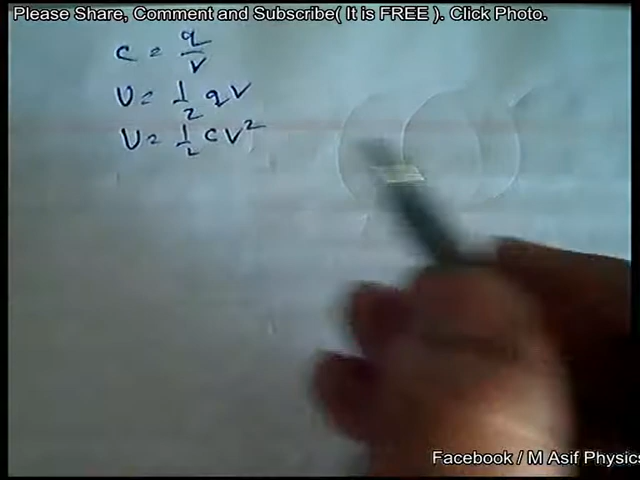 Please Share, Comment and Subscribe( It is FREE ). Click Photo.
c = q/v
U = 1/2 qV
U = 1/2 CV²
Facebook / M Asif Physics